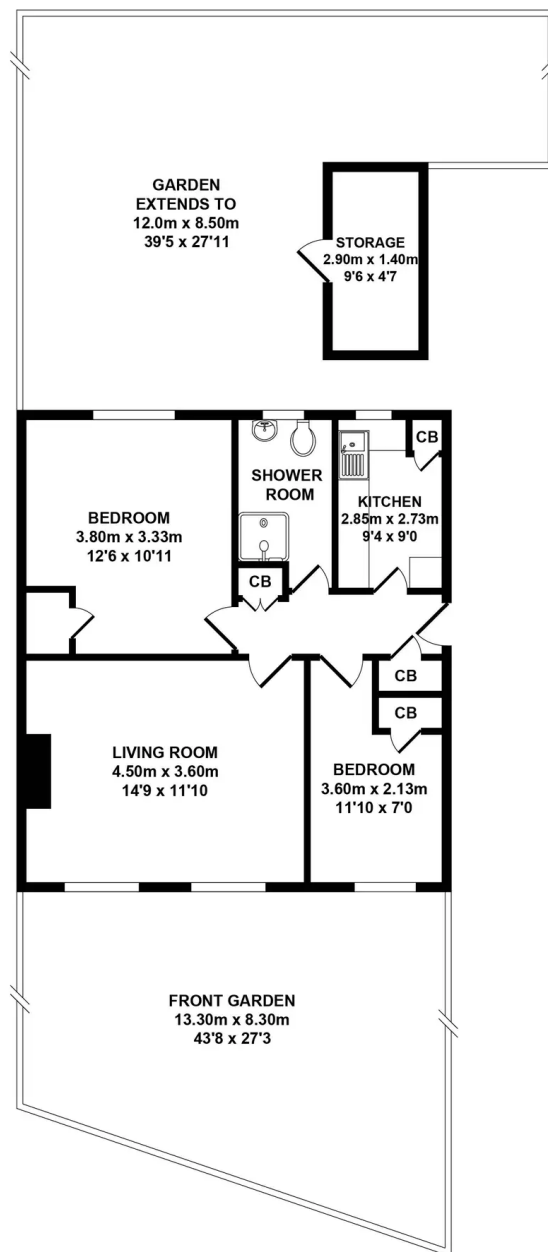 GARDEN
EXTENDS TO
12.0m x 8.50m
39'5 x 27'11
STORAGE
2.90m x 1.40m
9'6 x 4'7
CB
SHOWER
ROOM
KITCHEN
2.85m x 2.73m
9'4 x 9'0
BEDROOM
3.80m x 3.33m
12'6 x 10'11
CB
CB
CB
LIVING ROOM
4.50m x 3.60m
14'9 x 11'10
BEDROOM
3.60m x 2.13m
11'10 x 7'0
FRONT GARDEN
13.30m x 8.30m
43'8 x 27'3